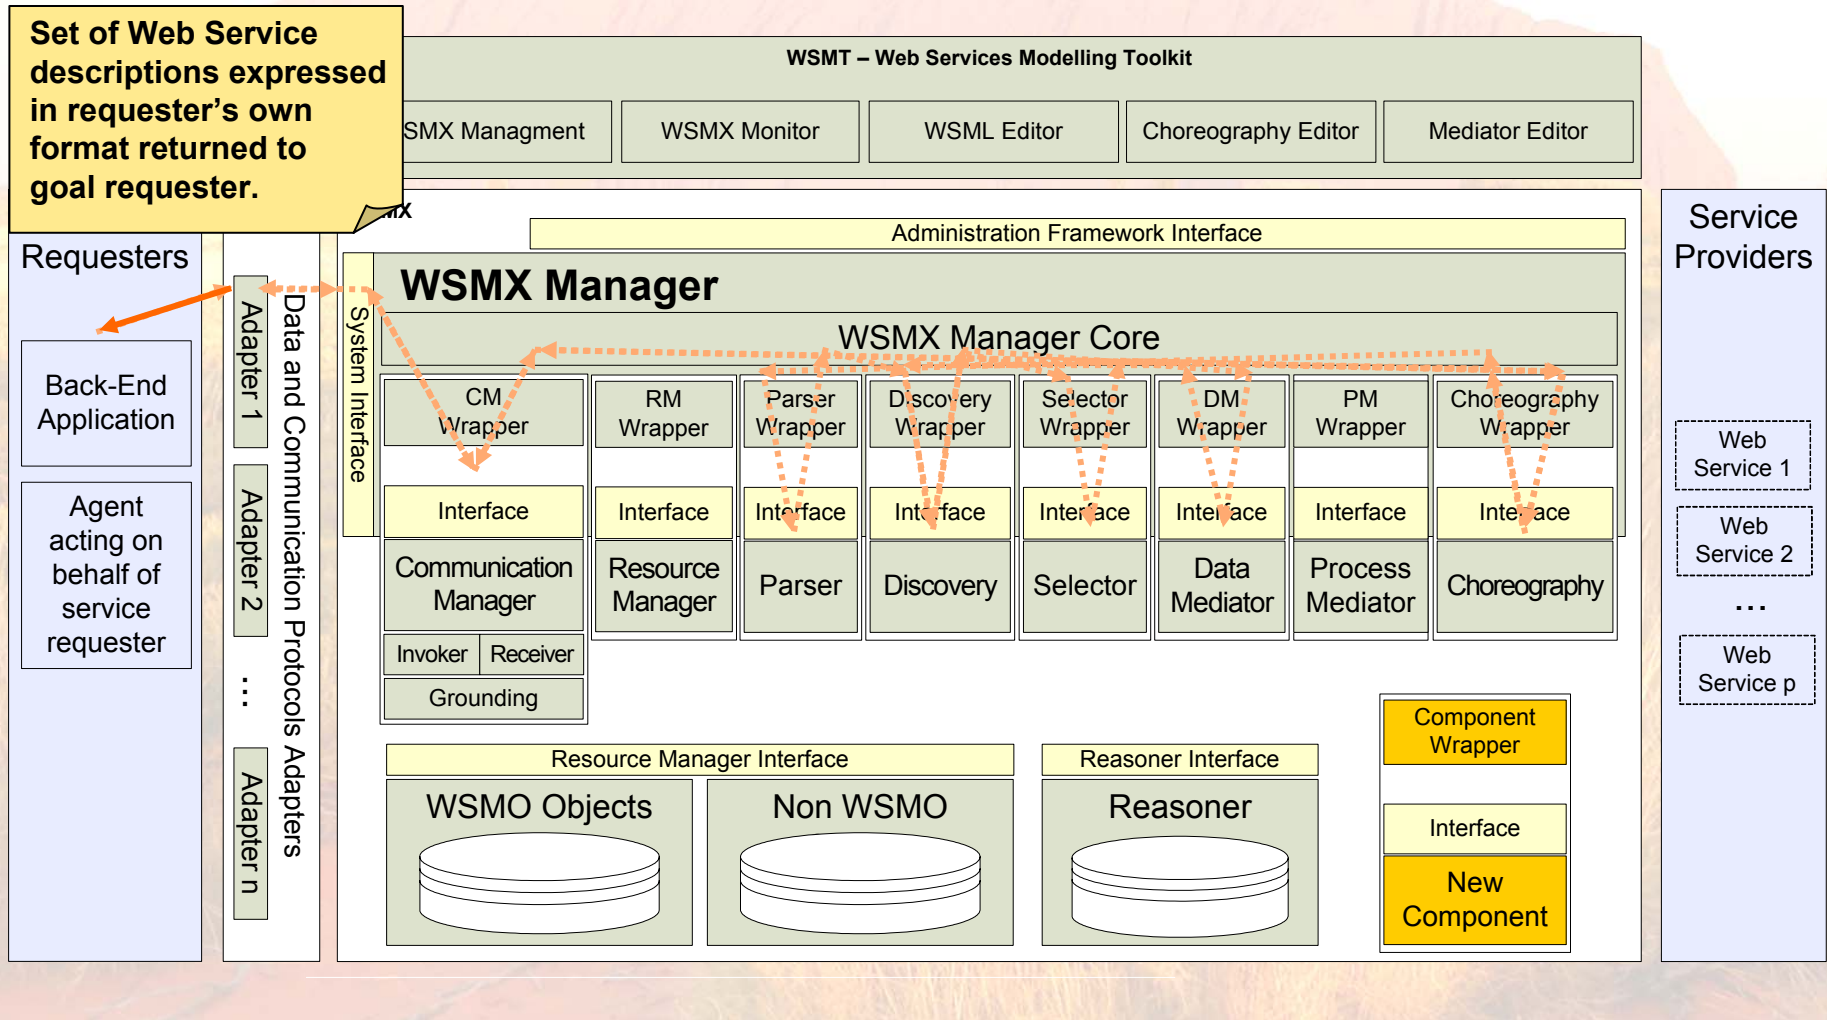 Set of Web Service
descriptions expressed
in requester's own
format returned to
goal requester.
WSMT – Web Services Modelling Toolkit
SMX Managment
WSMX Monitor
WSML Editor
Choreography Editor
Mediator Editor
MX
Requesters
Back-End
Application
Agent
acting on
behalf of
service
requester
Adapter 1
Adapter 2
...
Adapter n
Data and Communication Protocols Adapters
Administration Framework Interface
System Interface
WSMX Manager
WSMX Manager Core
CM
Wrapper
RM
Wrapper
Parser
Wrapper
Discovery
Wrapper
Selector
Wrapper
DM
Wrapper
PM
Wrapper
Choreography
Wrapper
Interface
Interface
Interface
Interface
Interface
Interface
Interface
Interface
Communication
Manager
Resource
Manager
Parser
Discovery
Selector
Data
Mediator
Process
Mediator
Choreography
Invoker
Receiver
Grounding
Resource Manager Interface
WSMO Objects
Non WSMO
Reasoner Interface
Reasoner
Component
Wrapper
Interface
New
Component
Service
Providers
Web
Service 1
Web
Service 2
...
Web
Service p